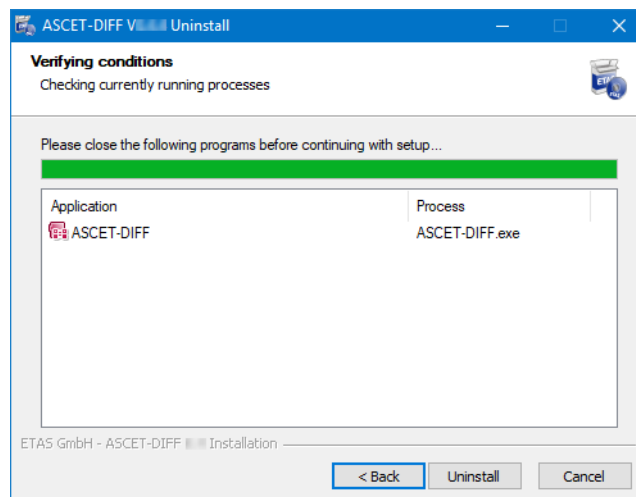 ASCET-DIFF V Uninstall
Verifying conditions
Checking currently running processes
Please close the following programs before continuing with setup...
Application Process
ASCET-DIFF ASCET-DIFF.exe
ETAS GmbH - ASCET-DIFF Installation
< Back Uninstall Cancel